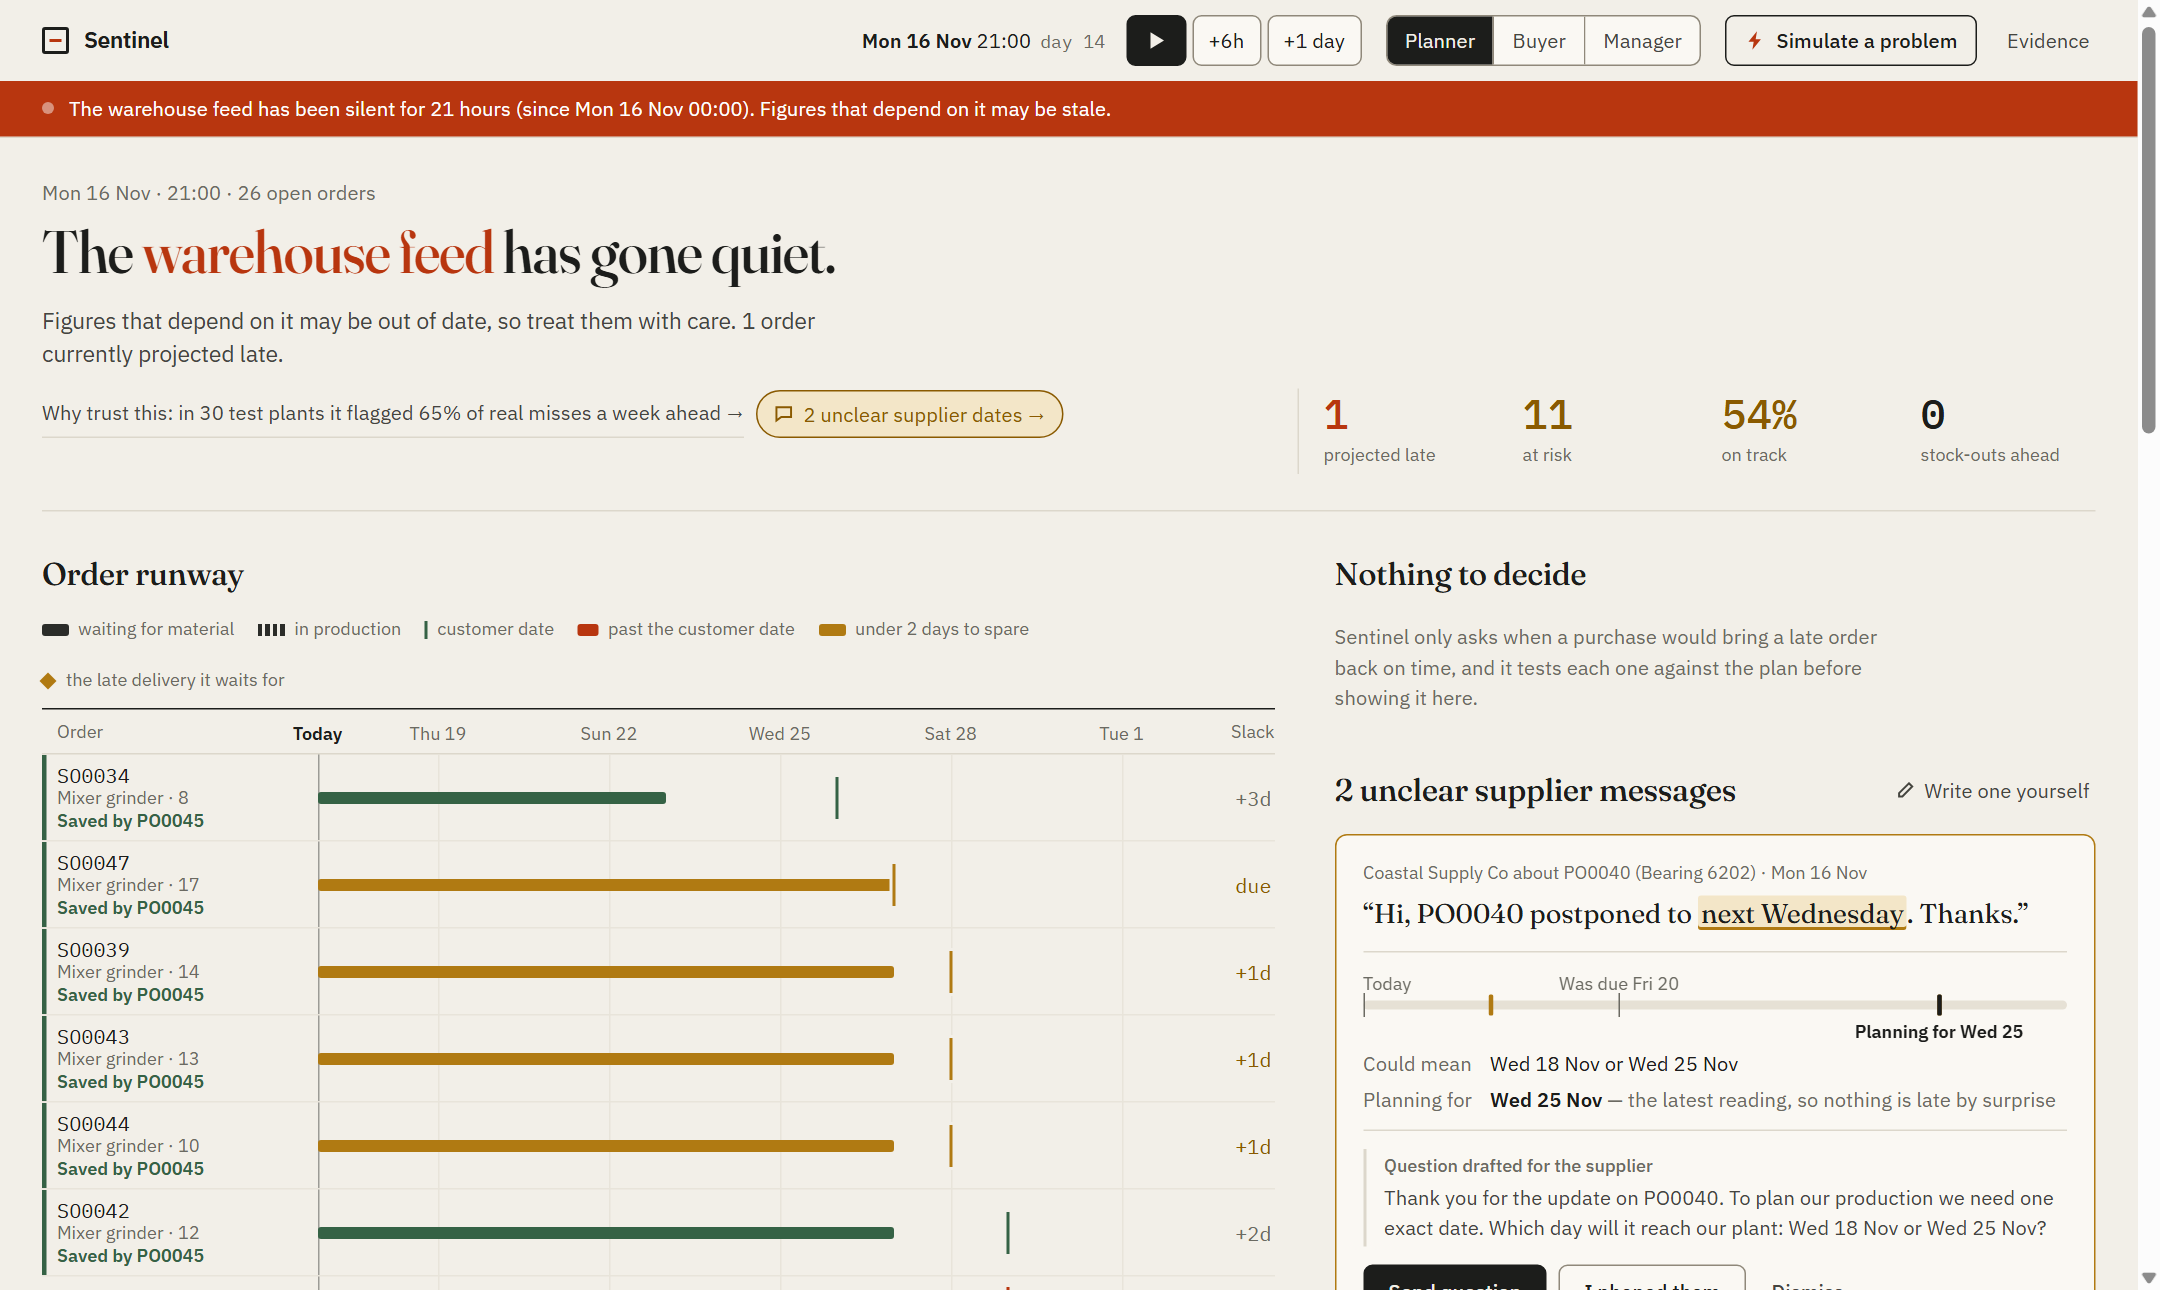 Sentinel
Mon 16 Nov 21:00 day 14
+6h
+1 day
Planner
Buyer
Manager
Simulate a problem
Evidence
The warehouse feed has been silent for 21 hours (since Mon 16 Nov 00:00). Figures that depend on it may be stale.
Mon 16 Nov · 21:00 · 26 open orders
The warehouse feed has gone quiet.
Figures that depend on it may be out of date, so treat them with care. 1 order
currently projected late.
Why trust this: in 30 test plants it flagged 65% of real misses a week ahead →
2 unclear supplier dates →
1
projected late
11
at risk
54%
on track
0
stock-outs ahead
Order runway
waiting for material
in production
customer date
past the customer date
under 2 days to spare
the late delivery it waits for
Order
Today
Thu 19
Sun 22
Wed 25
Sat 28
Tue 1
Slack
SO0034
Mixer grinder · 8
Saved by PO0045
+3d
SO0047
Mixer grinder · 17
Saved by PO0045
due
SO0039
Mixer grinder · 14
Saved by PO0045
+1d
SO0043
Mixer grinder · 13
Saved by PO0045
+1d
SO0044
Mixer grinder · 10
Saved by PO0045
+1d
SO0042
Mixer grinder · 12
Saved by PO0045
+2d
Nothing to decide
Sentinel only asks when a purchase would bring a late order
back on time, and it tests each one against the plan before
showing it here.
2 unclear supplier messages
Write one yourself
Coastal Supply Co about PO0040 (Bearing 6202) · Mon 16 Nov
“Hi, PO0040 postponed to next Wednesday. Thanks.”
Today
Was due Fri 20
Planning for Wed 25
Could mean Wed 18 Nov or Wed 25 Nov
Planning for Wed 25 Nov — the latest reading, so nothing is late by surprise
Question drafted for the supplier
Thank you for the update on PO0040. To plan our production we need one
exact date. Which day will it reach our plant: Wed 18 Nov or Wed 25 Nov?
Send question
I phoned them
Dismiss